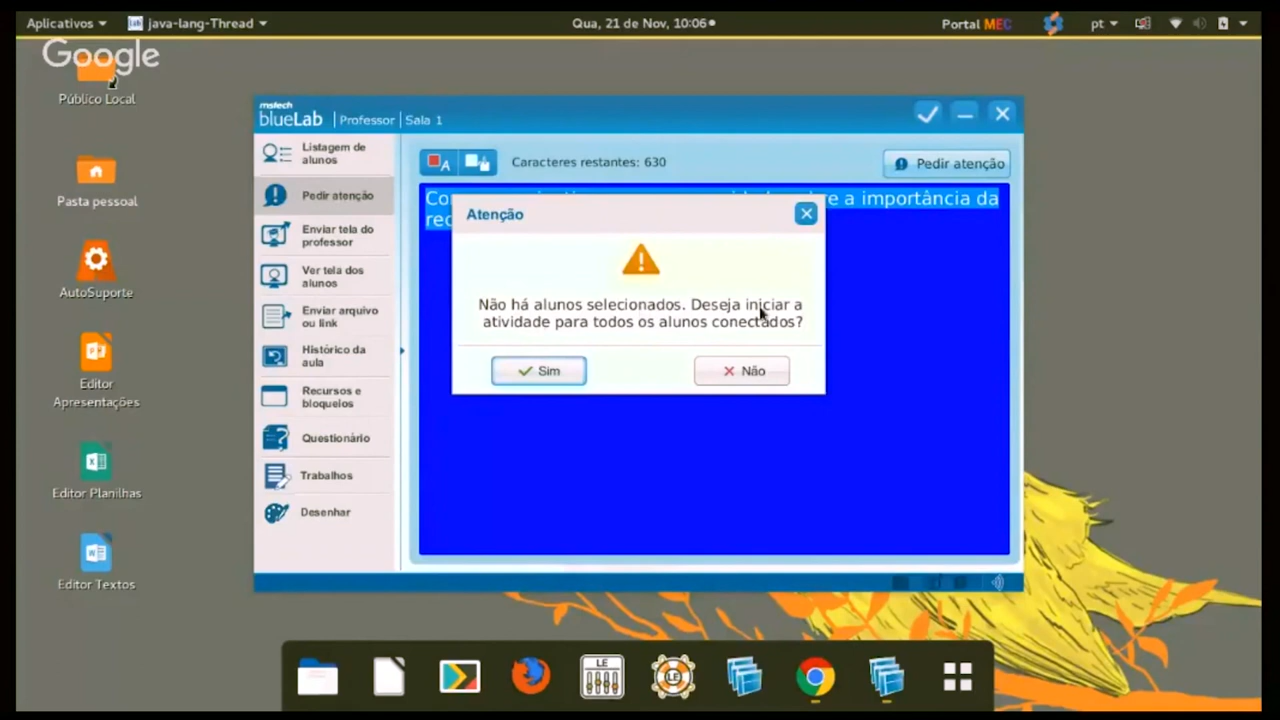 Aplicativos
java-lang-Thread
Qua, 21 de Nov, 10:06
Portal MEC
pt
Google
Público Local
Pasta pessoal
AutoSuporte
Editor
Apresentações
Editor Planilhas
Editor Textos
mstech
blueLab | Professor | Sala 1
Listagem de
alunos
Pedir atenção
Enviar tela do
professor
Ver tela dos
alunos
Enviar arquivo
ou link
Histórico da
aula
Recursos e
bloqueios
Questionário
Trabalhos
Desenhar
A
Caracteres restantes: 630
Pedir atenção
e a importância da
Atenção
Não há alunos selecionados. Deseja iniciar a
atividade para todos os alunos conectados?
Sim
Não
LE
LE